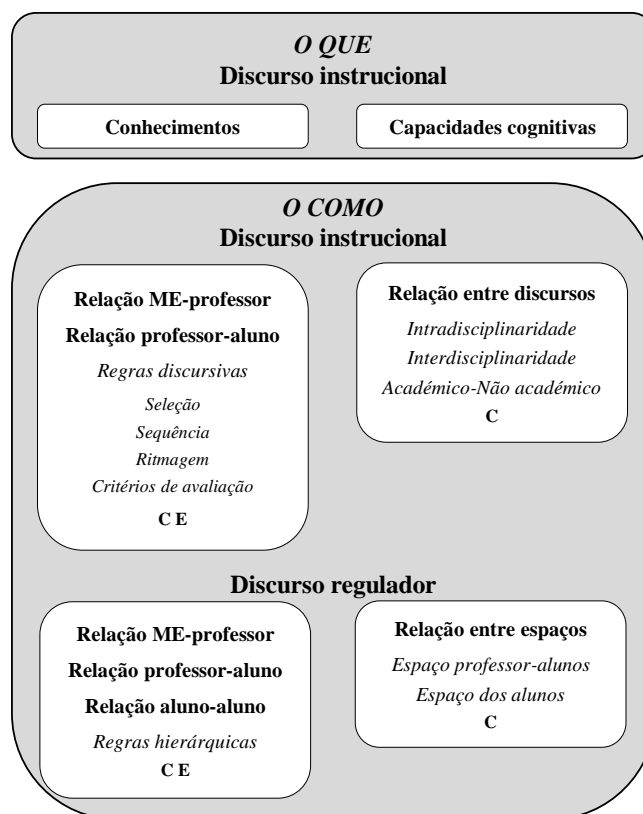 O QUE
Discurso instrucional
Conhecimentos
Capacidades cognitivas
O COMO
Discurso instrucional
Relação ME-professor
Relação professor-aluno
Regras discursivas
Seleção
Sequência
Ritmagem
Critérios de avaliação
C E
Relação entre discursos
Intradisciplinaridade
Interdisciplinaridade
Académico-Não académico
C
Discurso regulador
Relação ME-professor
Relação professor-aluno
Relação aluno-aluno
Regras hierárquicas
C E
Relação entre espaços
Espaço professor-alunos
Espaço dos alunos
C